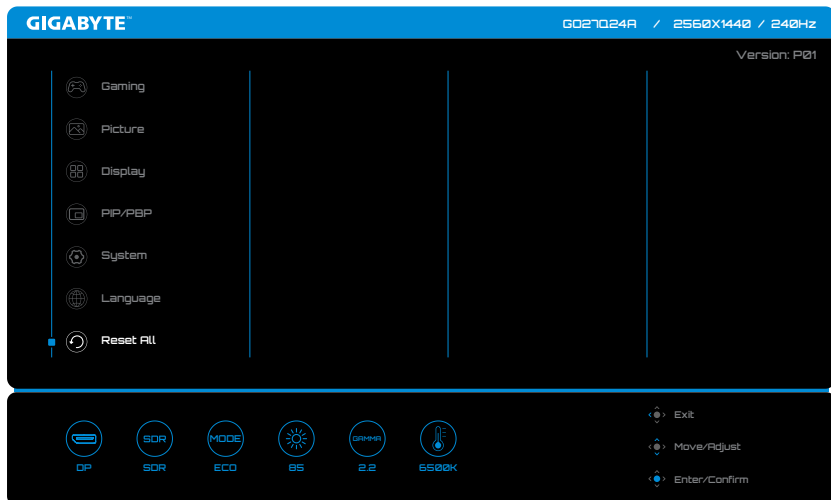 GIGABYTE™
GO27Q24A / 2560X1440 / 240Hz
Version: P01
Gaming
Picture
Display
PIP/PBP
System
Language
Reset All
SDR
MODE
GAMMA
DP
SDR
ECO
85
2.2
6500K
Exit
Move/Adjust
Enter/Confirm